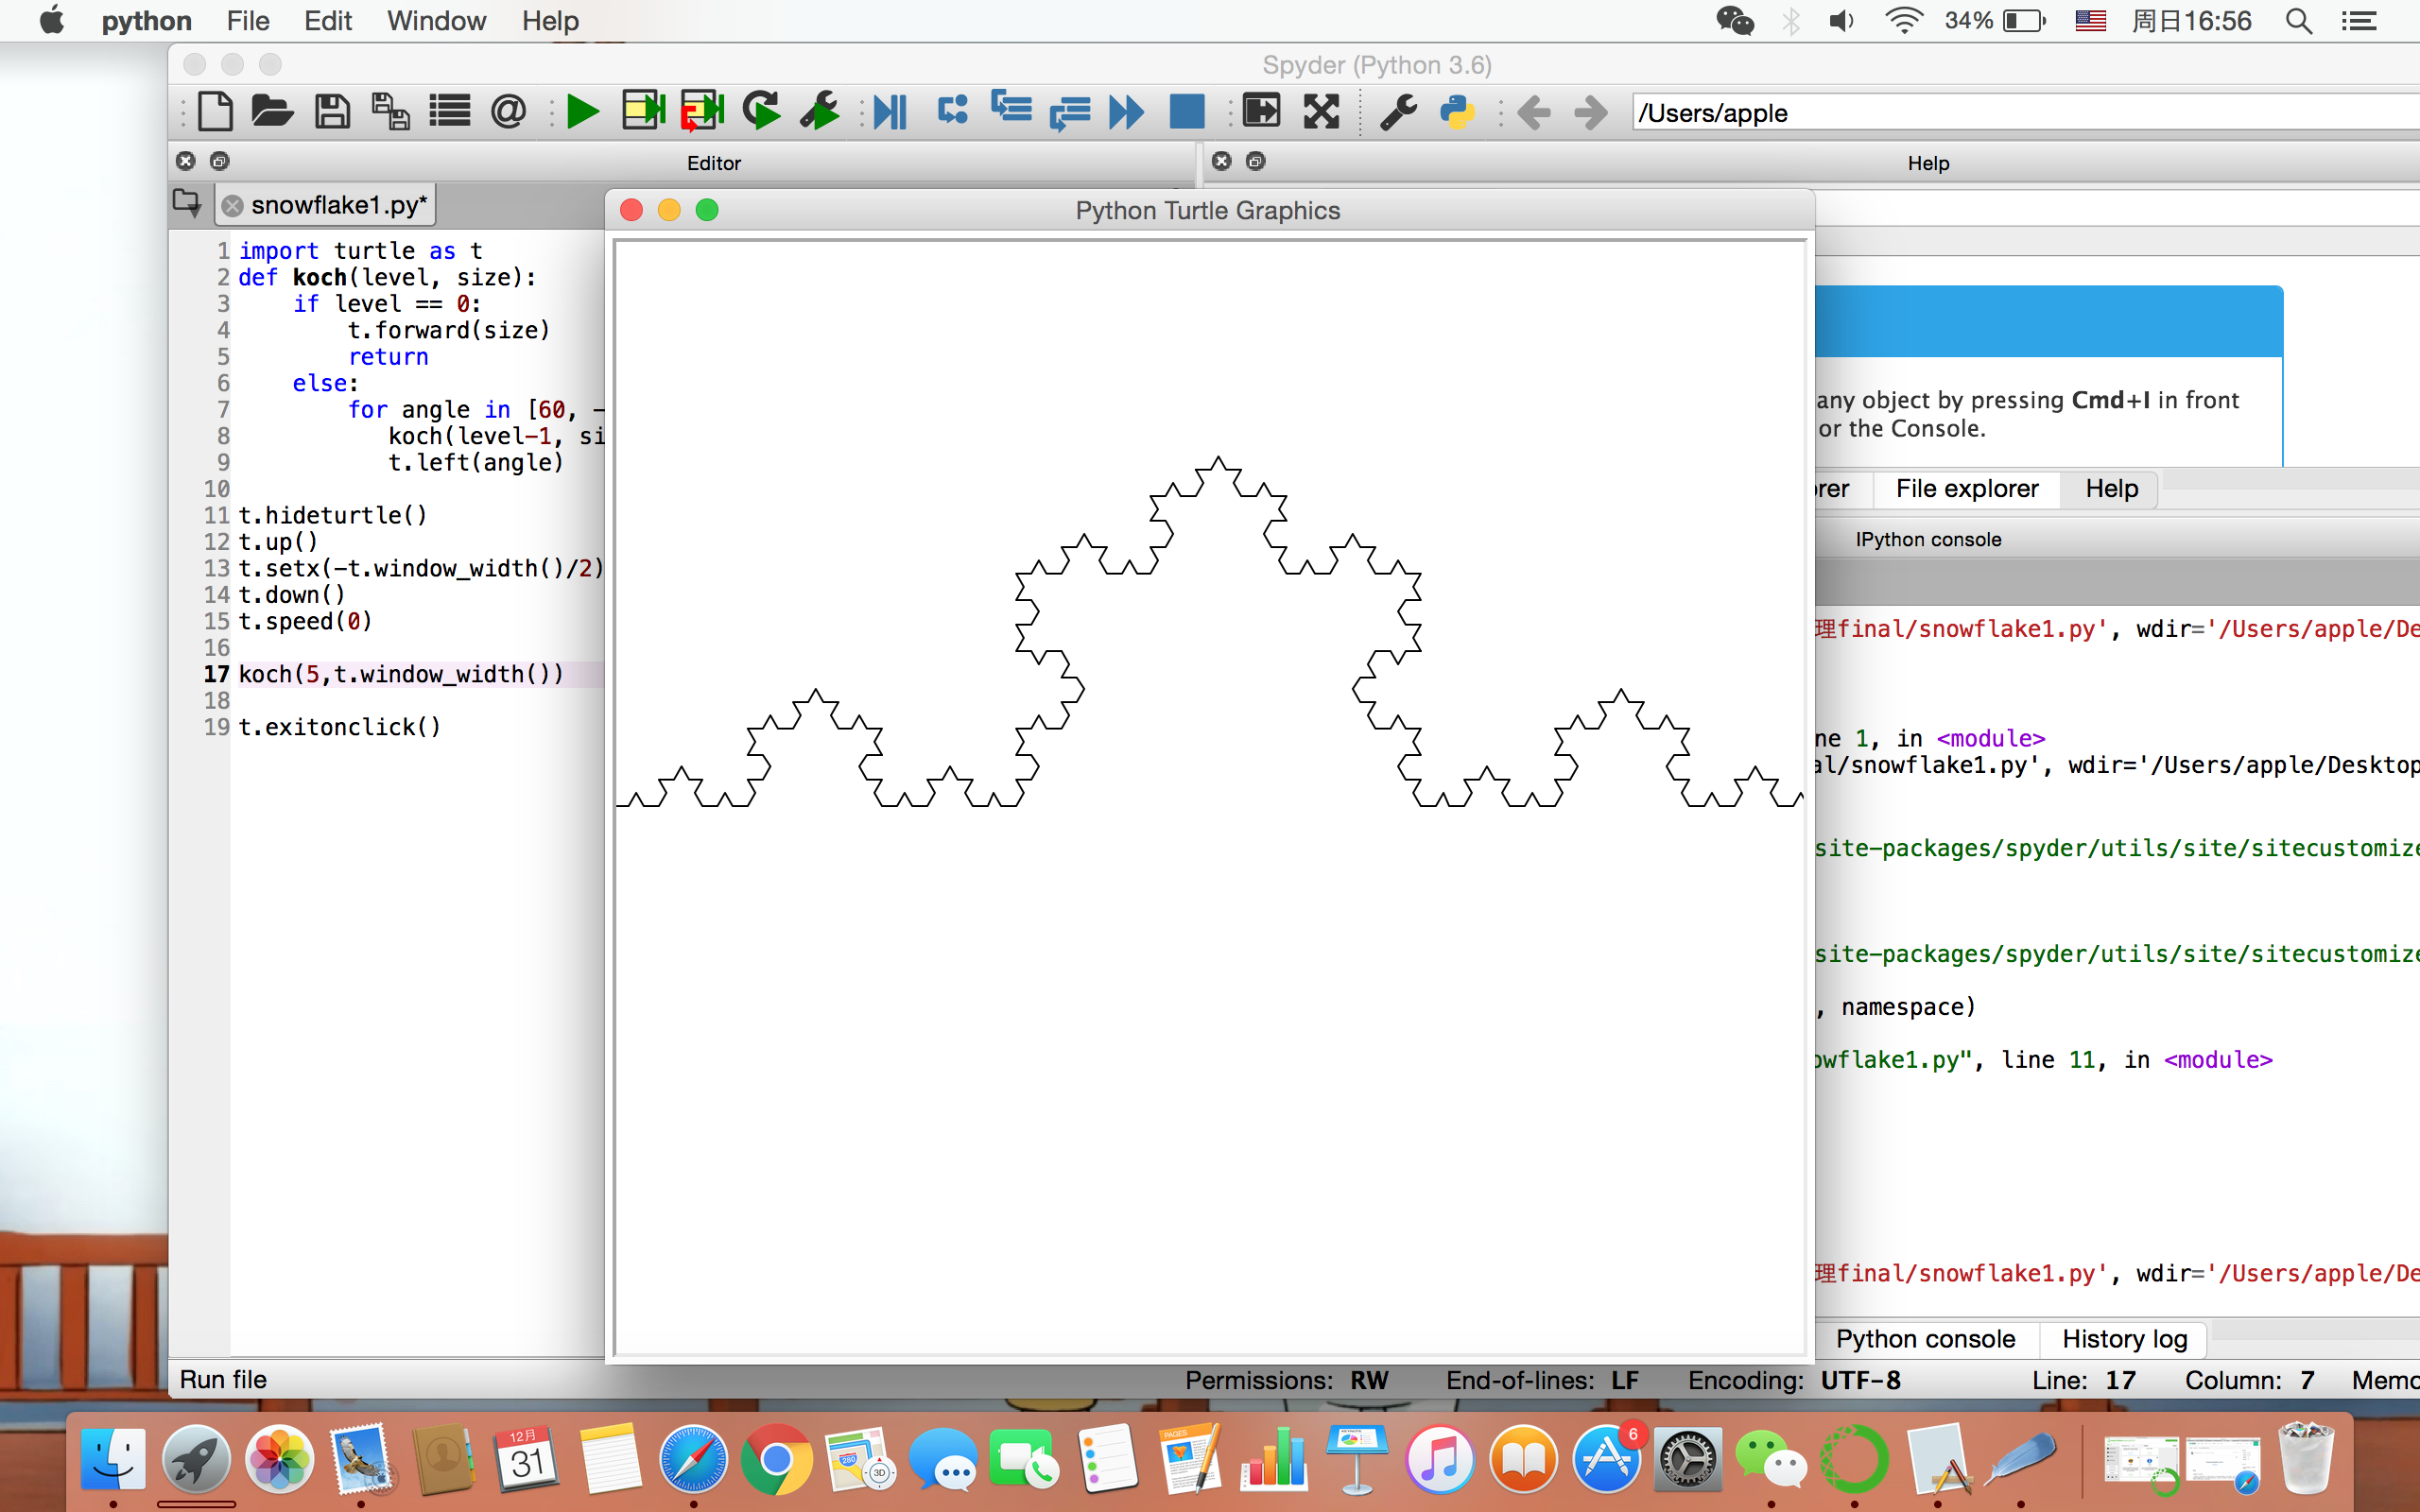 python File Edit Window Help 34% 周日16:56
Spyder (Python 3.6)
/Users/apple
Editor
Help
snowflake1.py*
Python Turtle Graphics
1 import turtle as t
2 def koch(level, size):
3 if level == 0:
4 t.forward(size)
5 return
6 else:
7 for angle in [60, -
8 koch(level-1, si
9 t.left(angle)
10
11 t.hideturtle()
12 t.up()
13 t.setx(-t.window_width()/2)
14 t.down()
15 t.speed(0)
16
17 koch(5,t.window_width())
18
19 t.exitonclick()
any object by pressing Cmd+I in front
or the Console.
rer File explorer Help
IPython console
理final/snowflake1.py', wdir='/Users/apple/De
ne 1, in <module>
al/snowflake1.py', wdir='/Users/apple/Desktop
site-packages/spyder/utils/site/sitecustomize
site-packages/spyder/utils/site/sitecustomize
, namespace)
owflake1.py", line 11, in <module>
理final/snowflake1.py', wdir='/Users/apple/De
Python console History log
Run file Permissions: RW End-of-lines: LF Encoding: UTF-8 Line: 17 Column: 7 Memo
12月
31
280
3D
PAGES
6